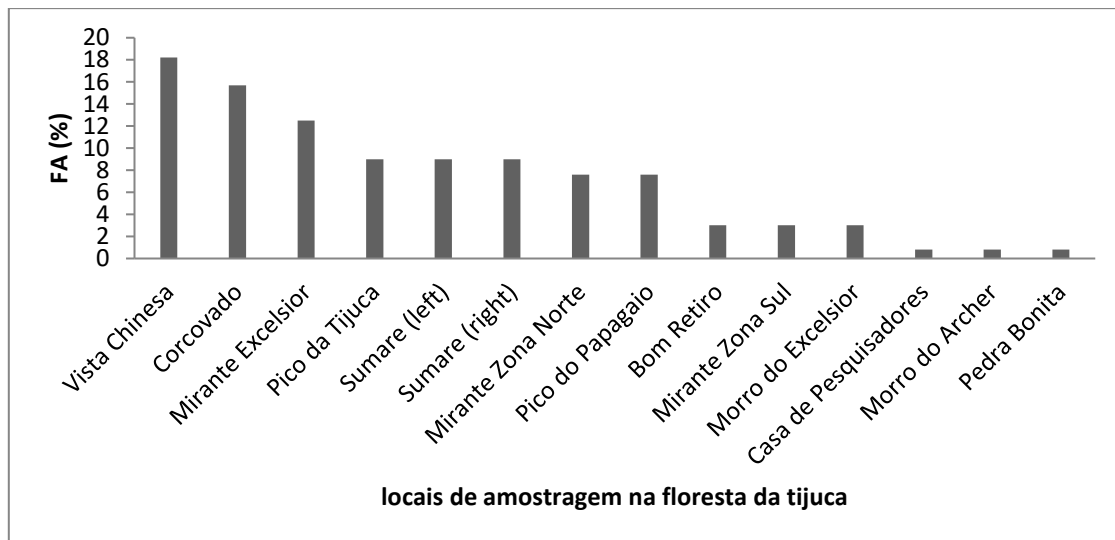 FA (%)
20
18
16
14
12
10
8
6
4
2
0
Vista Chinesa
Corcovado
Mirante Excelsior
Pico da Tijuca
Sumare (left)
Sumare (right)
Mirante Zona Norte
Pico do Papagaio
Bom Retiro
Mirante Zona Sul
Morro do Excelsior
Casa de Pesquisadores
Morro do Archer
Pedra Bonita
locais de amostragem na floresta da tijuca